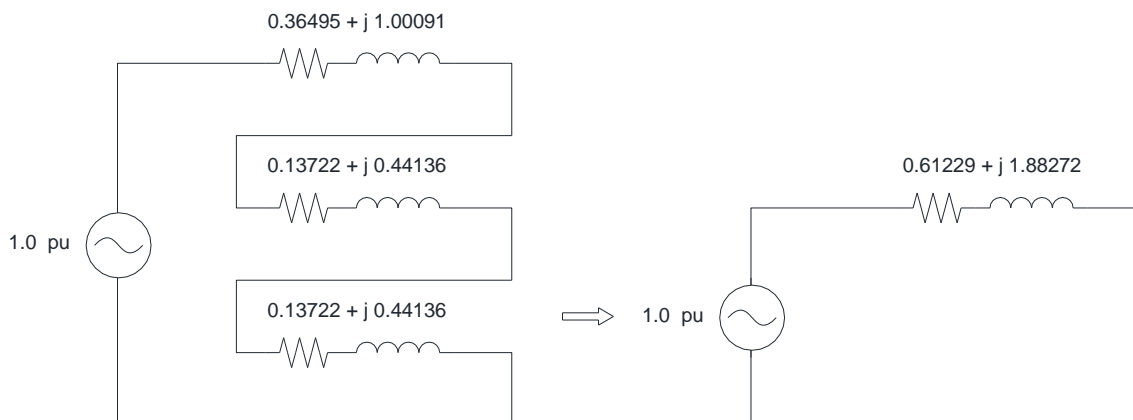 0.36495 + j 1.00091
0.13722 + j 0.44136
0.61229 + j 1.88272
1.0 pu
0.13722 + j 0.44136
1.0 pu